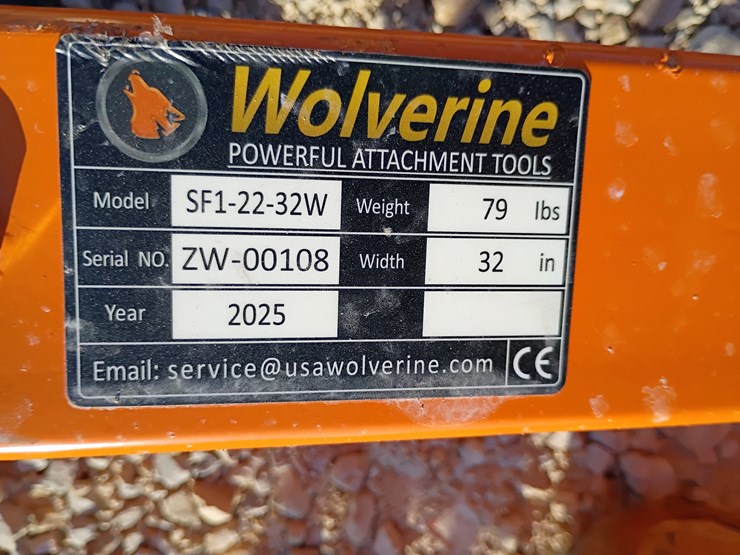 Wolverine
POWERFUL ATTACHMENT TOOLS
Model SF1-22-32W Weight 79 lbs
Serial NO. ZW-00108 Width 32 in
Year 2025
Email: service@usawolverine.com CE